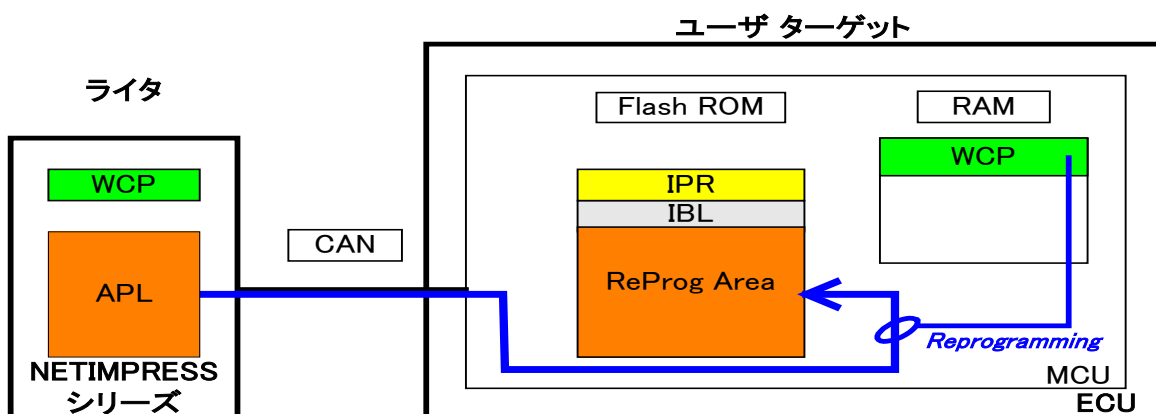 ユーザ ターゲット
ライタ
Flash ROM
RAM
WCP
WCP
IPR
IBL
CAN
APL
ReProg Area
Reprogramming
NETIMPRESS
シリーズ
MCU
ECU